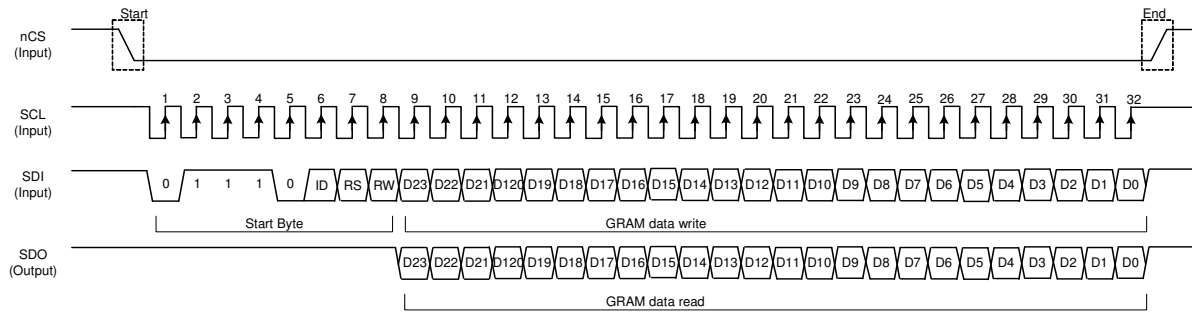 Start End
nCS
(Input)
1 2 3 4 5 6 7 8 9 10 11 12 13 14 15 16 17 18 19 20 21 22 23 24 25 26 27 28 29 30 31 32
SCL
(Input)
SDI
(Input)
0 1 1 1 0 ID RS RW D23 D22 D21 D120 D19 D18 D17 D16 D15 D14 D13 D12 D11 D10 D9 D8 D7 D6 D5 D4 D3 D2 D1 D0
Start Byte GRAM data write
SDO
(Output)
D23 D22 D21 D120 D19 D18 D17 D16 D15 D14 D13 D12 D11 D10 D9 D8 D7 D6 D5 D4 D3 D2 D1 D0
GRAM data read